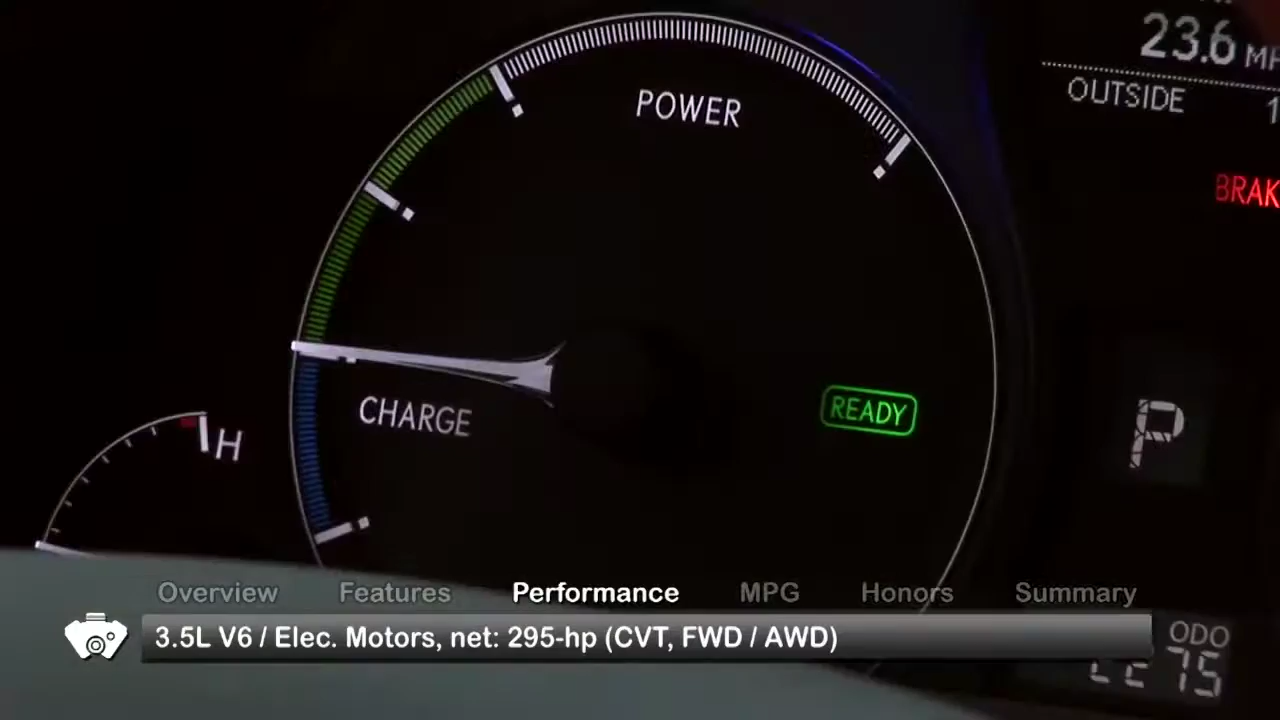 23.6
OUTSIDE
POWER
BRAK
CHARGE
READY
H
P
Overview Features Performance MPG Honors Summary
3.5L V6 / Elec. Motors, net: 295-hp (CVT, FWD / AWD)
ODO